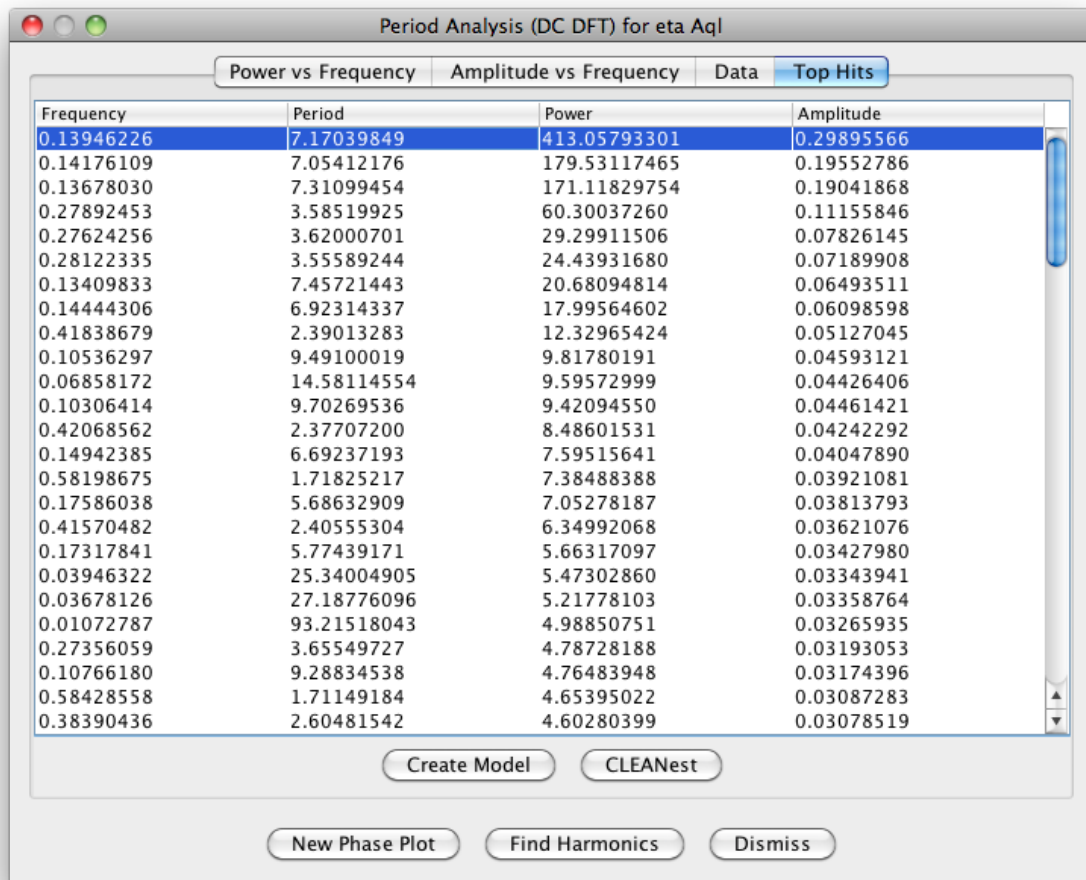 Period Analysis (DC DFT) for eta Aql
Power vs Frequency Amplitude vs Frequency Data Top Hits
Frequency Period Power Amplitude
0.13946226 7.17039849 413.05793301 0.29895566
0.14176109 7.05412176 179.53117465 0.19552786
0.13678030 7.31099454 171.11829754 0.19041868
0.27892453 3.58519925 60.30037260 0.11155846
0.27624256 3.62000701 29.29911506 0.07826145
0.28122335 3.55589244 24.43931680 0.07189908
0.13409833 7.45721443 20.68094814 0.06493511
0.14444306 6.92314337 17.99564602 0.06098598
0.41838679 2.39013283 12.32965424 0.05127045
0.10536297 9.49100019 9.81780191 0.04593121
0.06858172 14.58114554 9.59572999 0.04426406
0.10306414 9.70269536 9.42094550 0.04461421
0.42068562 2.37707200 8.48601531 0.04242292
0.14942385 6.69237193 7.59515641 0.04047890
0.58198675 1.71825217 7.38488388 0.03921081
0.17586038 5.68632909 7.05278187 0.03813793
0.41570482 2.40555304 6.34992068 0.03621076
0.17317841 5.77439171 5.66317097 0.03427980
0.03946322 25.34004905 5.47302860 0.03343941
0.03678126 27.18776096 5.21778103 0.03358764
0.01072787 93.21518043 4.98850751 0.03265935
0.27356059 3.65549727 4.78728188 0.03193053
0.10766180 9.28834538 4.76483948 0.03174396
0.58428558 1.71149184 4.65395022 0.03087283
0.38390436 2.60481542 4.60280399 0.03078519
Create Model CLEANest
New Phase Plot Find Harmonics Dismiss